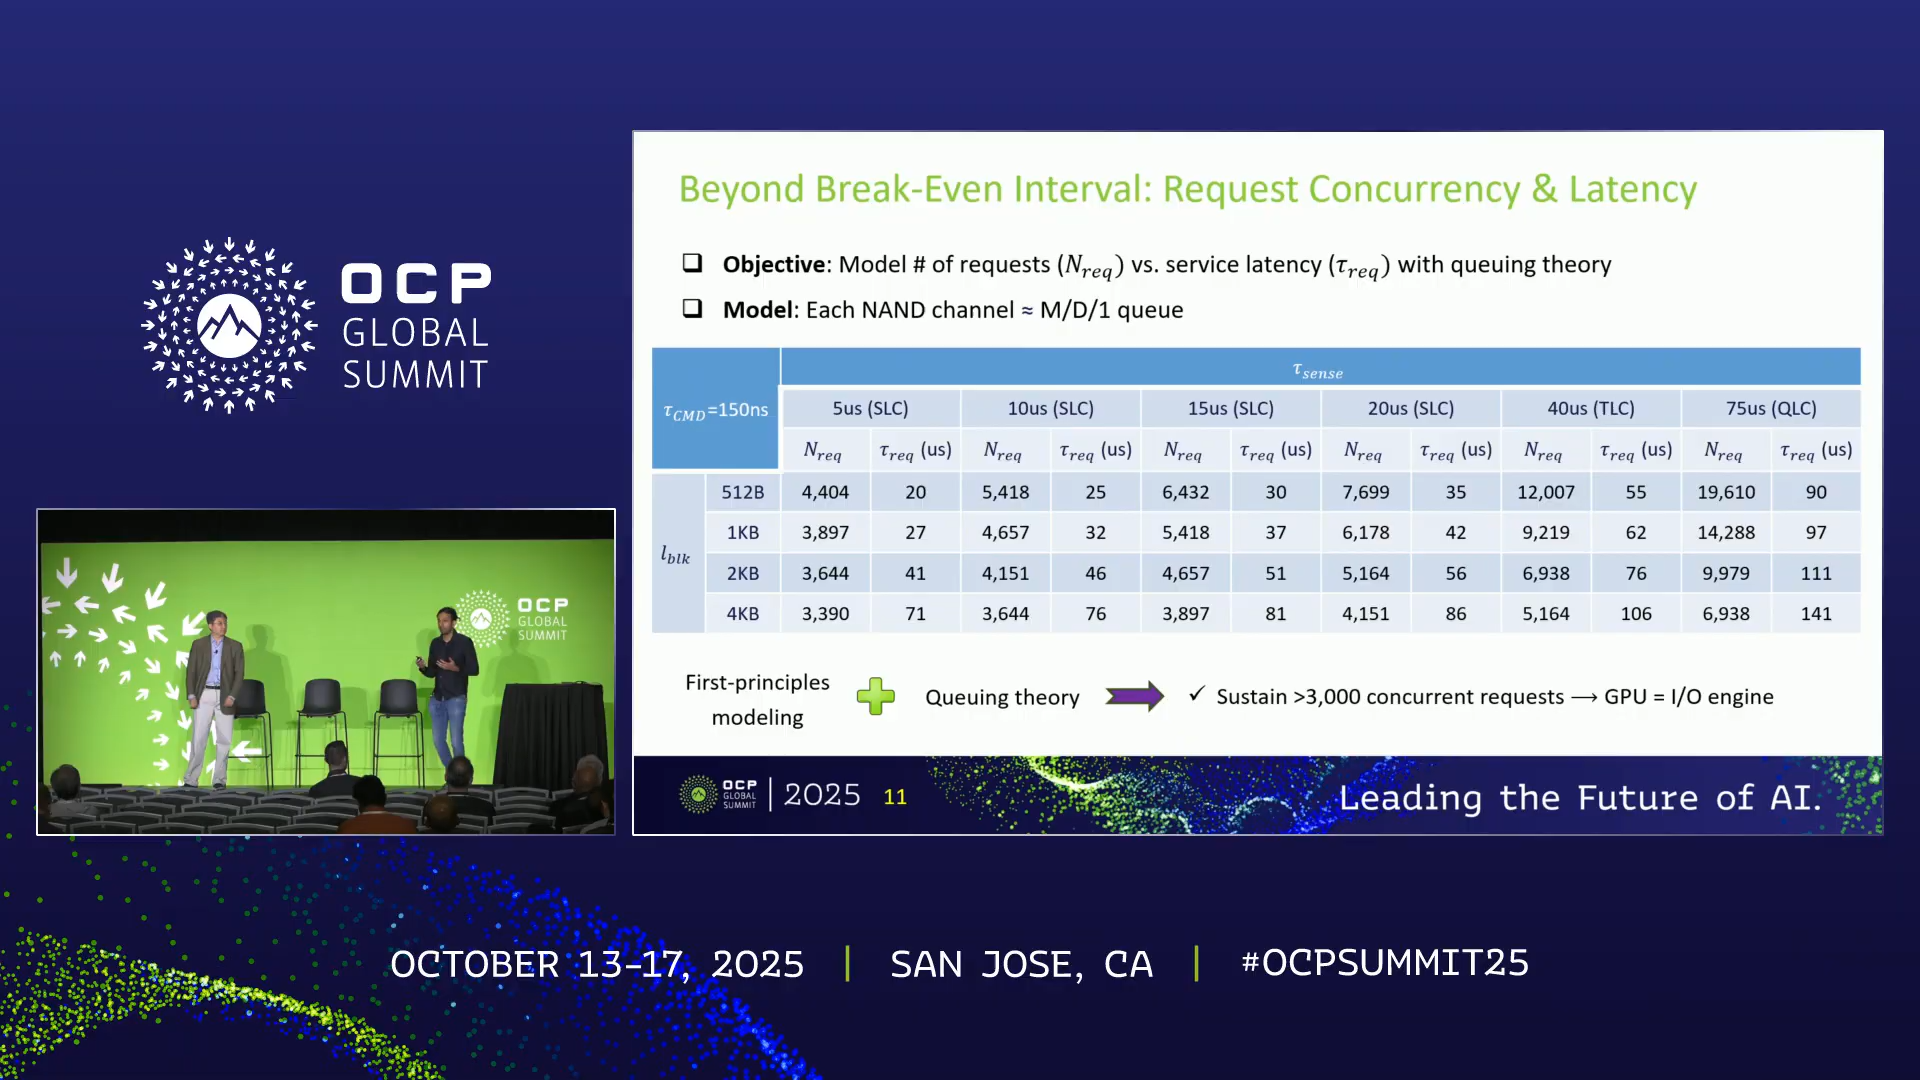 OCP
GLOBAL
SUMMIT
Beyond Break-Even Interval: Request Concurrency & Latency
❑ Objective: Model # of requests (N_req) vs. service latency (τ_req) with queuing theory
❑ Model: Each NAND channel ≈ M/D/1 queue
τ_CMD=150ns
τ_sense
5us (SLC) 10us (SLC) 15us (SLC) 20us (SLC) 40us (TLC) 75us (QLC)
N_req τ_req (us) N_req τ_req (us) N_req τ_req (us) N_req τ_req (us) N_req τ_req (us) N_req τ_req (us)
l_blk
512B 4,404 20 5,418 25 6,432 30 7,699 35 12,007 55 19,610 90
1KB 3,897 27 4,657 32 5,418 37 6,178 42 9,219 62 14,288 97
2KB 3,644 41 4,151 46 4,657 51 5,164 56 6,938 76 9,979 111
4KB 3,390 71 3,644 76 3,897 81 4,151 86 5,164 106 6,938 141
First-principles
modeling
Queuing theory
✓ Sustain >3,000 concurrent requests → GPU = I/O engine
OCP
GLOBAL
SUMMIT
2025
11
Leading the Future of AI.
OCP
GLOBAL
SUMMIT
OCTOBER 13-17, 2025 | SAN JOSE, CA | #OCPSUMMIT25